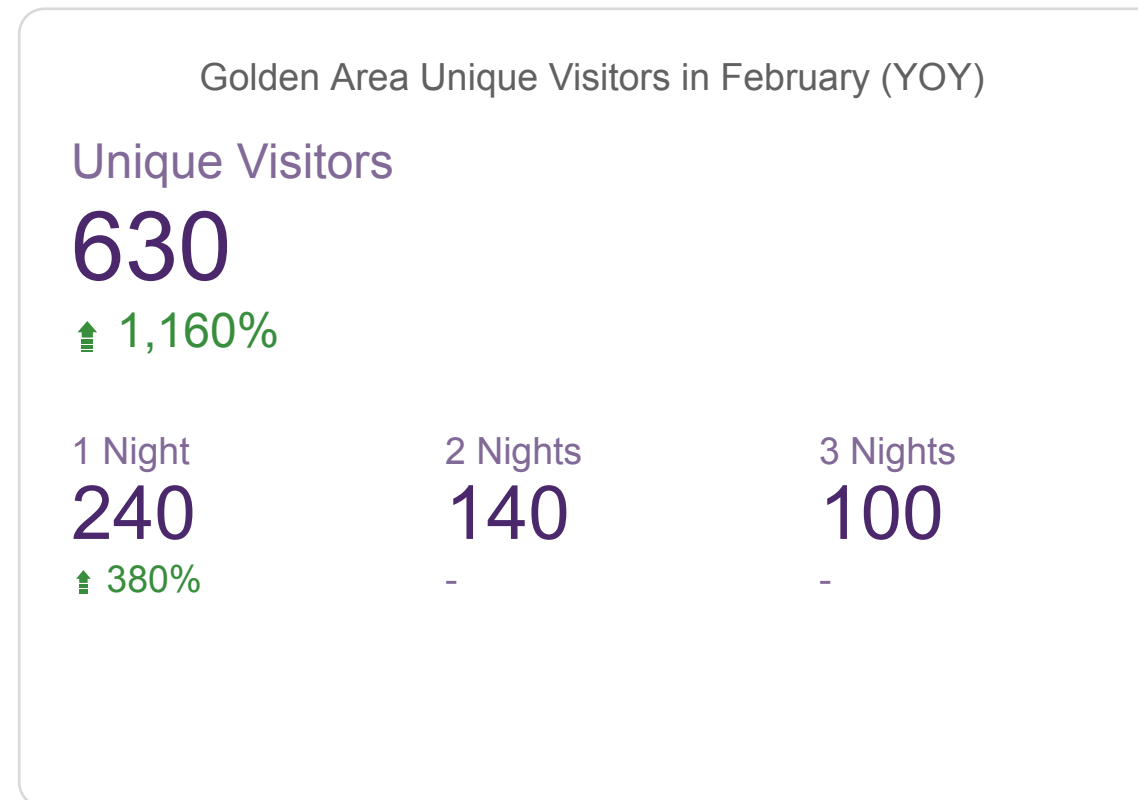 Golden Area Unique Visitors in February (YOY)
Unique Visitors
630
1,160%
1 Night 2 Nights 3 Nights
240 140 100
380% - -